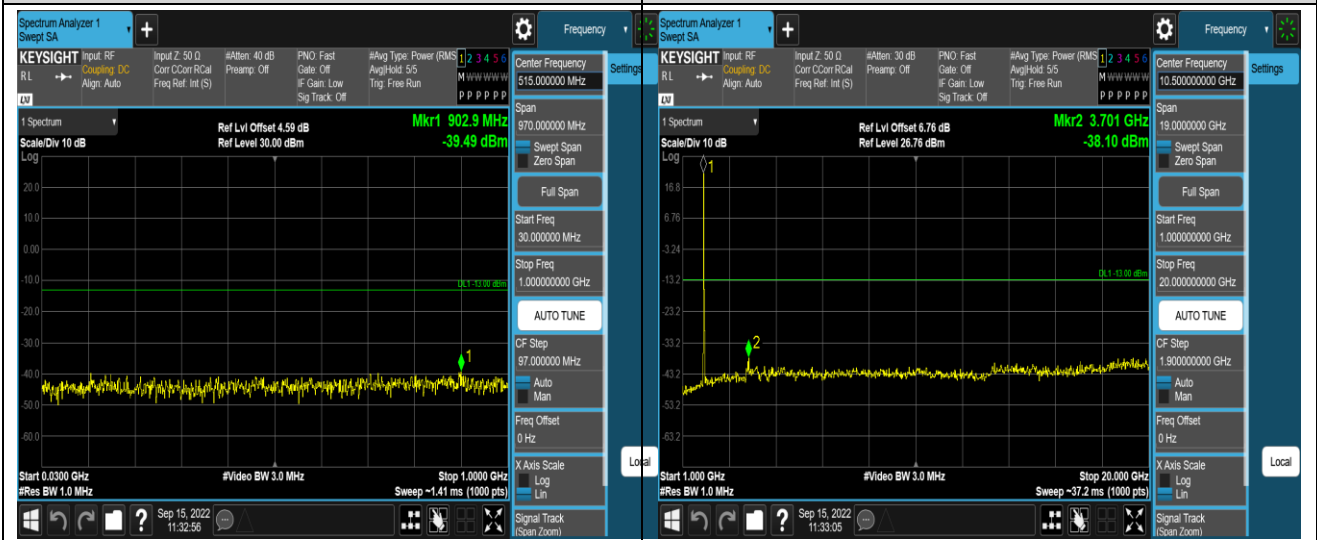 Spectrum Analyzer 1
Swept SA
+
Frequency
KEYSIGHT
Input: RF
Input Z: 50 Ω
#Atten: 40 dB
PNO: Fast
#Avg Type: Power (RMS
1 2 3 4 5 6
RL
Coupling: DC
Corr CCorr RCal
Preamp: Off
Gate: Off
Avg|Hold: 5/5
M W W W W W
Align: Auto
Freq Ref: Int (S)
IF Gain: Low
Trig: Free Run
P P P P P P
Sig Track: Off
LXI
Center Frequency
515.000000 MHz
Settings
1 Spectrum
Ref Lvl Offset 4.59 dB
Mkr1 902.9 MHz
Scale/Div 10 dB
Ref Level 30.00 dBm
-39.49 dBm
Log
20.0
10.0
0.00
-10.0
DL1 -13.00 dBm
-20.0
-30.0
1
-40.0
-50.0
-60.0
Start 0.0300 GHz
#Video BW 3.0 MHz
Stop 1.0000 GHz
#Res BW 1.0 MHz
Sweep ~1.41 ms (1000 pts)
Span
970.000000 MHz
Swept Span
Zero Span
Full Span
Start Freq
30.000000 MHz
Stop Freq
1.000000000 GHz
AUTO TUNE
CF Step
97.000000 MHz
Auto
Man
Freq Offset
0 Hz
X Axis Scale
Log
Lin
Local
Signal Track
(Span Zoom)
?
Sep 15, 2022
11:32:56
Spectrum Analyzer 1
Swept SA
+
Frequency
KEYSIGHT
Input: RF
Input Z: 50 Ω
#Atten: 30 dB
PNO: Fast
#Avg Type: Power (RMS
1 2 3 4 5 6
RL
Coupling: DC
Corr CCorr RCal
Preamp: Off
Gate: Off
Avg|Hold: 5/5
M W W W W W
Align: Auto
Freq Ref: Int (S)
IF Gain: Low
Trig: Free Run
P P P P P P
Sig Track: Off
LXI
Center Frequency
10.500000000 GHz
Settings
1 Spectrum
Ref Lvl Offset 6.76 dB
Mkr2 3.701 GHz
Scale/Div 10 dB
Ref Level 26.76 dBm
-38.10 dBm
Log
1
16.8
6.76
-3.24
DL1 -13.00 dBm
-13.2
-23.2
-33.2
2
-43.2
-53.2
-63.2
Start 1.000 GHz
#Video BW 3.0 MHz
Stop 20.000 GHz
#Res BW 1.0 MHz
Sweep ~37.2 ms (1000 pts)
Span
19.0000000 GHz
Swept Span
Zero Span
Full Span
Start Freq
1.000000000 GHz
Stop Freq
20.000000000 GHz
AUTO TUNE
CF Step
1.900000000 GHz
Auto
Man
Freq Offset
0 Hz
X Axis Scale
Log
Lin
Local
Signal Track
(Span Zoom)
?
Sep 15, 2022
11:33:05